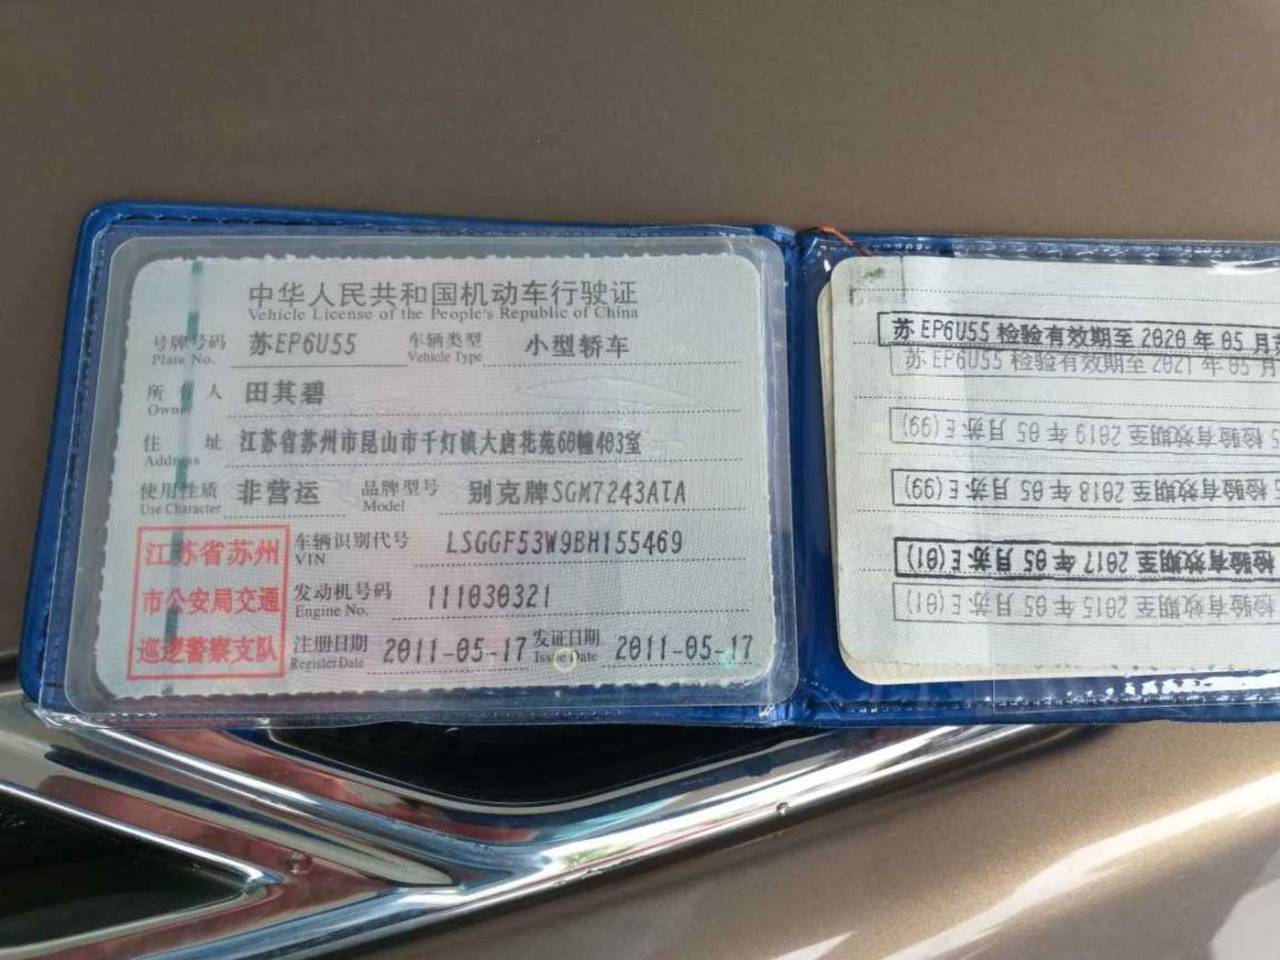 中华人民共和国机动车行驶证
Vehicle License of the People's Republic of China
号牌号码 苏EP6U55 车辆类型 小型轿车
Plate No. Vehicle Type
所有人 田其碧
Owner
住址 江苏省苏州市昆山市千灯镇大唐花苑60幢403室
Address
使用性质 非营运 品牌型号 别克牌SGM7243ATA
Use Character Model
车辆识别代号 LSGGF53W9BH155469
VIN
发动机号码 111030321
Engine No.
注册日期 2011-05-17 发证日期 2011-05-17
Register Date Issue Date
江苏省苏州
市公安局交通
巡逻警察支队
苏EP6U55 检验有效期至 2020年05月苏
苏EP6U55 检验有效期至 2021年05月
检验有效期至 2019年05月苏E(99)
检验有效期至 2018年05月苏E(99)
检验有效期至 2017年05月苏E(01)
检验有效期至 2015年05月苏E(01)